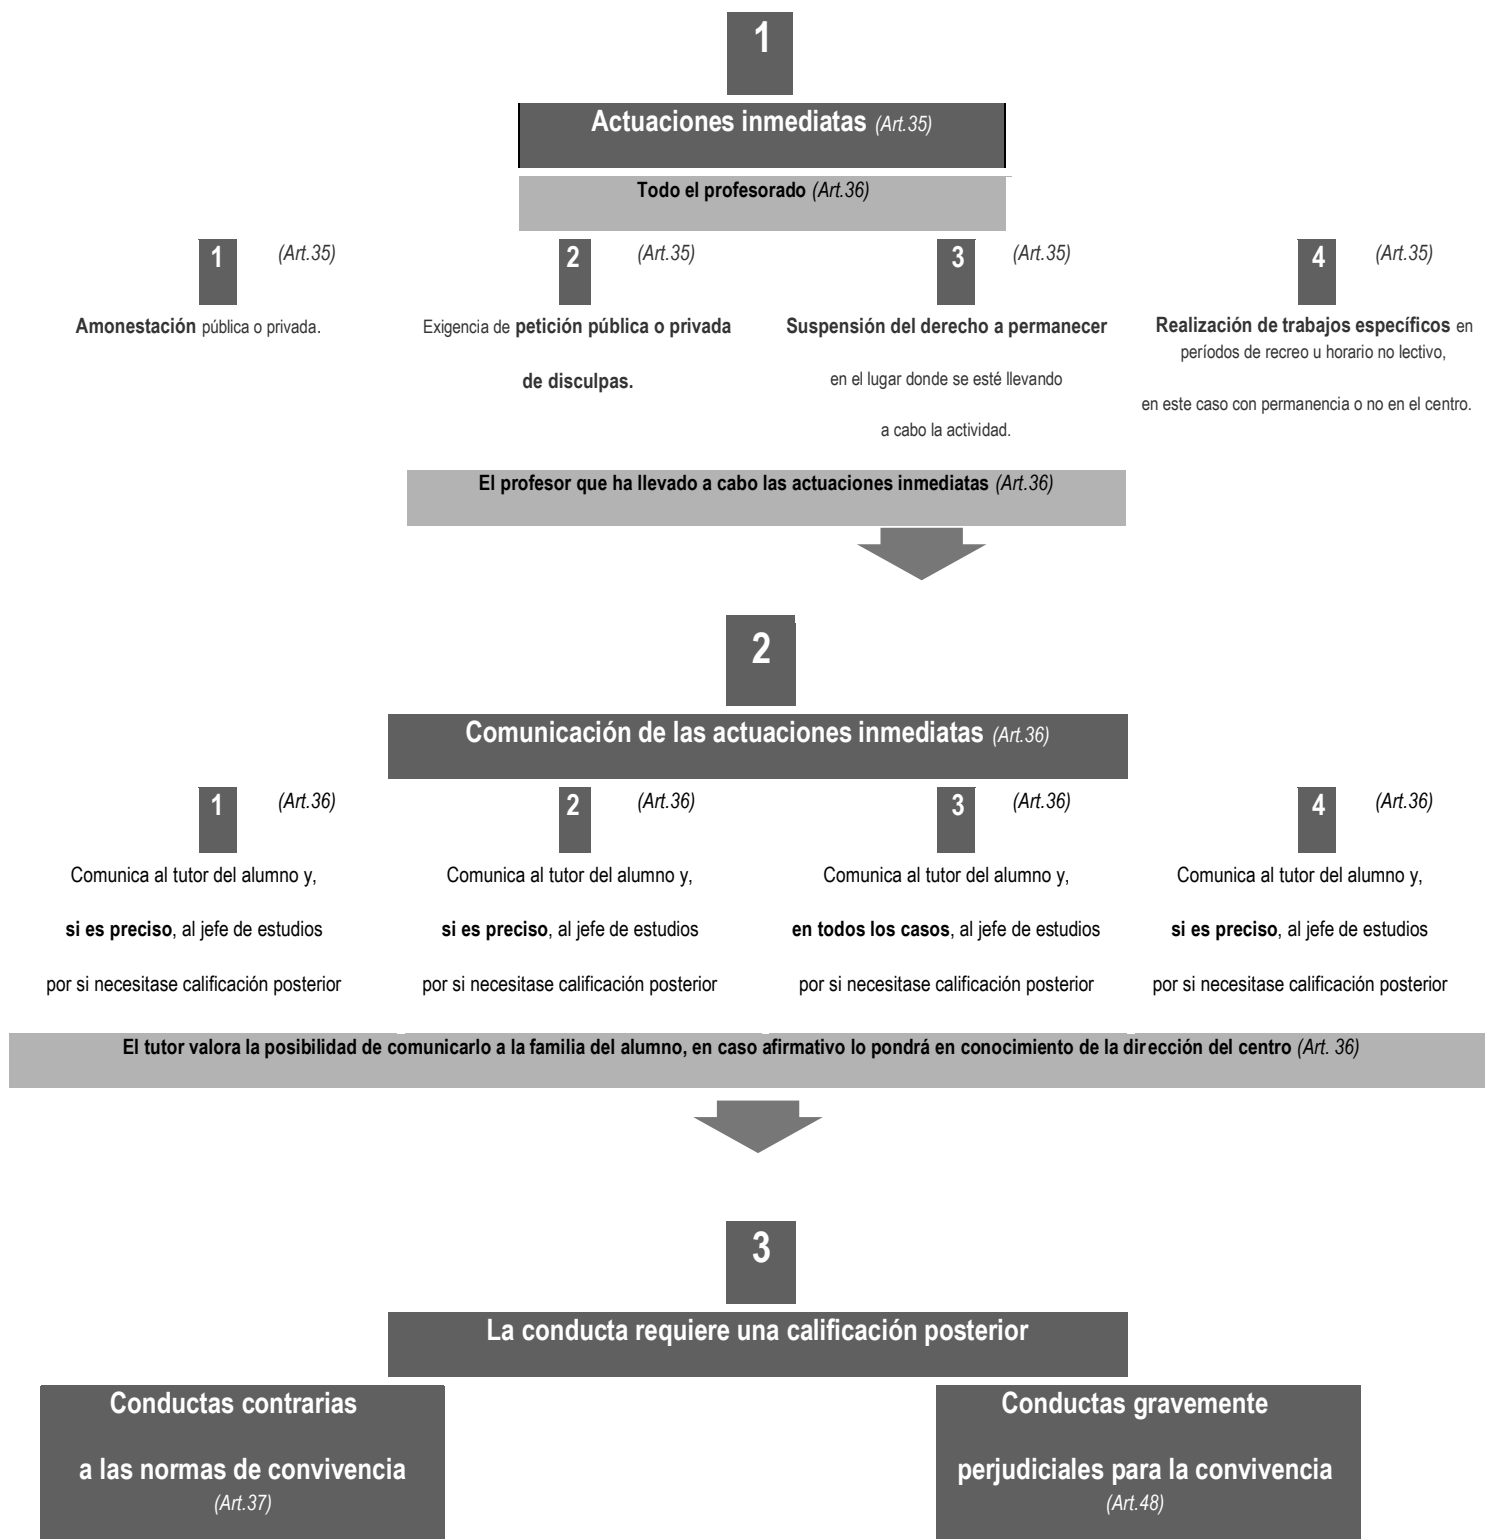 1
Actuaciones inmediatas (Art.35)
Todo el profesorado (Art.36)
1 (Art.35)
Amonestación pública o privada.
2 (Art.35)
Exigencia de petición pública o privada
de disculpas.
3 (Art.35)
Suspensión del derecho a permanecer
en el lugar donde se esté llevando
a cabo la actividad.
4 (Art.35)
Realización de trabajos específicos en
períodos de recreo u horario no lectivo,
en este caso con permanencia o no en el centro.
El profesor que ha llevado a cabo las actuaciones inmediatas (Art.36)
2
Comunicación de las actuaciones inmediatas (Art.36)
1 (Art.36)
Comunica al tutor del alumno y,
si es preciso, al jefe de estudios
por si necesitase calificación posterior
2 (Art.36)
Comunica al tutor del alumno y,
si es preciso, al jefe de estudios
por si necesitase calificación posterior
3 (Art.36)
Comunica al tutor del alumno y,
en todos los casos, al jefe de estudios
por si necesitase calificación posterior
4 (Art.36)
Comunica al tutor del alumno y,
si es preciso, al jefe de estudios
por si necesitase calificación posterior
El tutor valora la posibilidad de comunicarlo a la familia del alumno, en caso afirmativo lo pondrá en conocimiento de la dirección del centro (Art. 36)
3
La conducta requiere una calificación posterior
Conductas contrarias
a las normas de convivencia
(Art.37)
Conductas gravemente
perjudiciales para la convivencia
(Art.48)